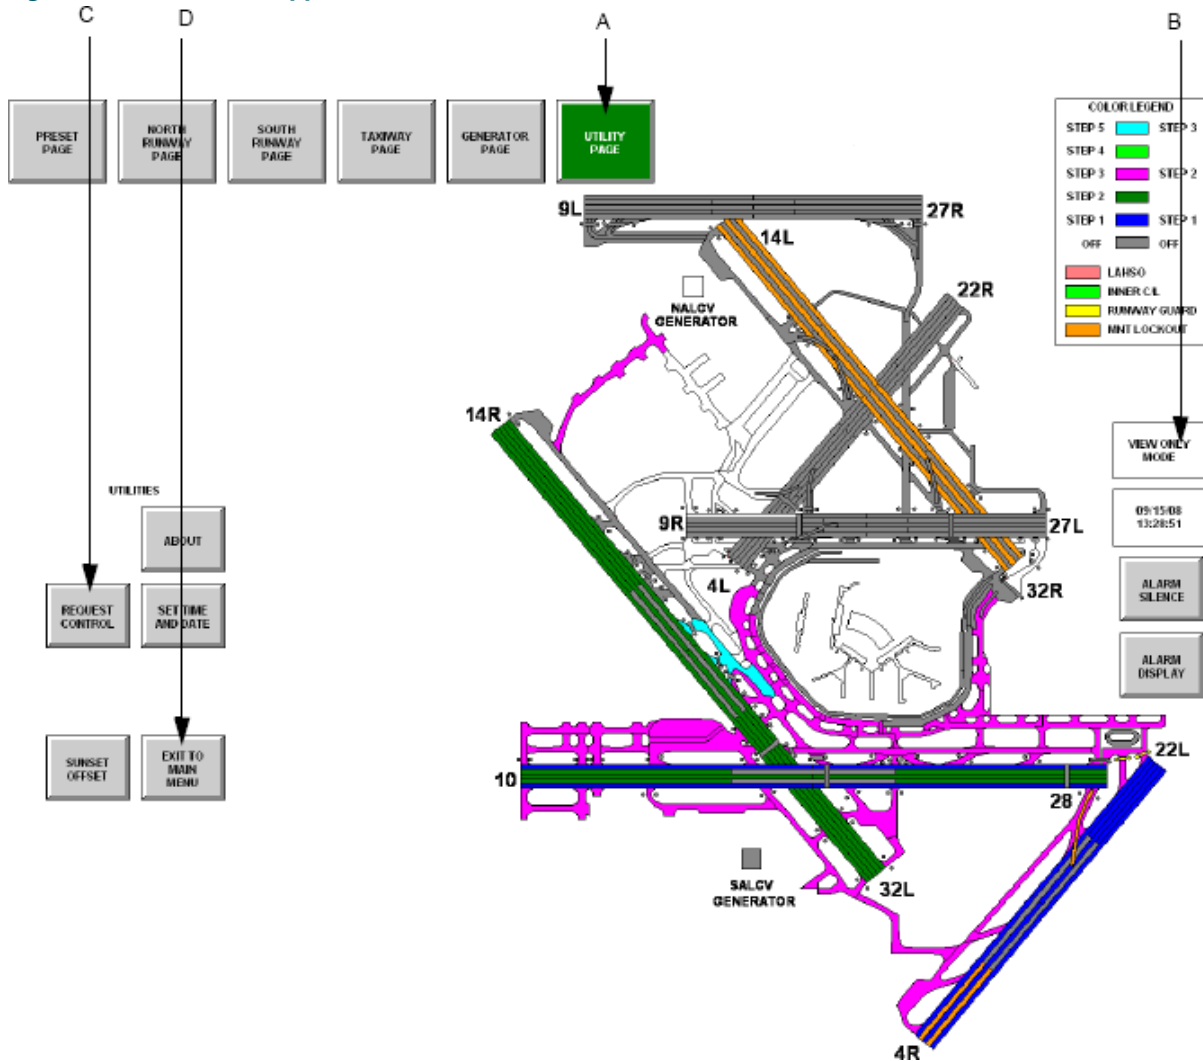 C
D
A
B
PRESET
PAGE
NORTH
RUNWAY
PAGE
SOUTH
RUNWAY
PAGE
TAXIWAY
PAGE
GENERATOR
PAGE
UTILITY
PAGE
COLOR LEGEND
STEP 5 STEP 3
STEP 4
STEP 3 STEP 2
STEP 2
STEP 1 STEP 1
OFF OFF
LAHSO
INNER C/L
RUNWAY GUARD
MNT LOCKOUT
9L
27R
14L
22R
NALCV
GENERATOR
14R
9R
27L
4L
32R
VIEW ONLY
MODE
09/15/08
13:28:51
ALARM
SILENCE
ALARM
DISPLAY
UTILITIES
ABOUT
REQUEST
CONTROL
SET TIME
AND DATE
SUNSET
OFFSET
EXIT TO
MAIN
MENU
10
28
22L
SALCV
GENERATOR
32L
4R